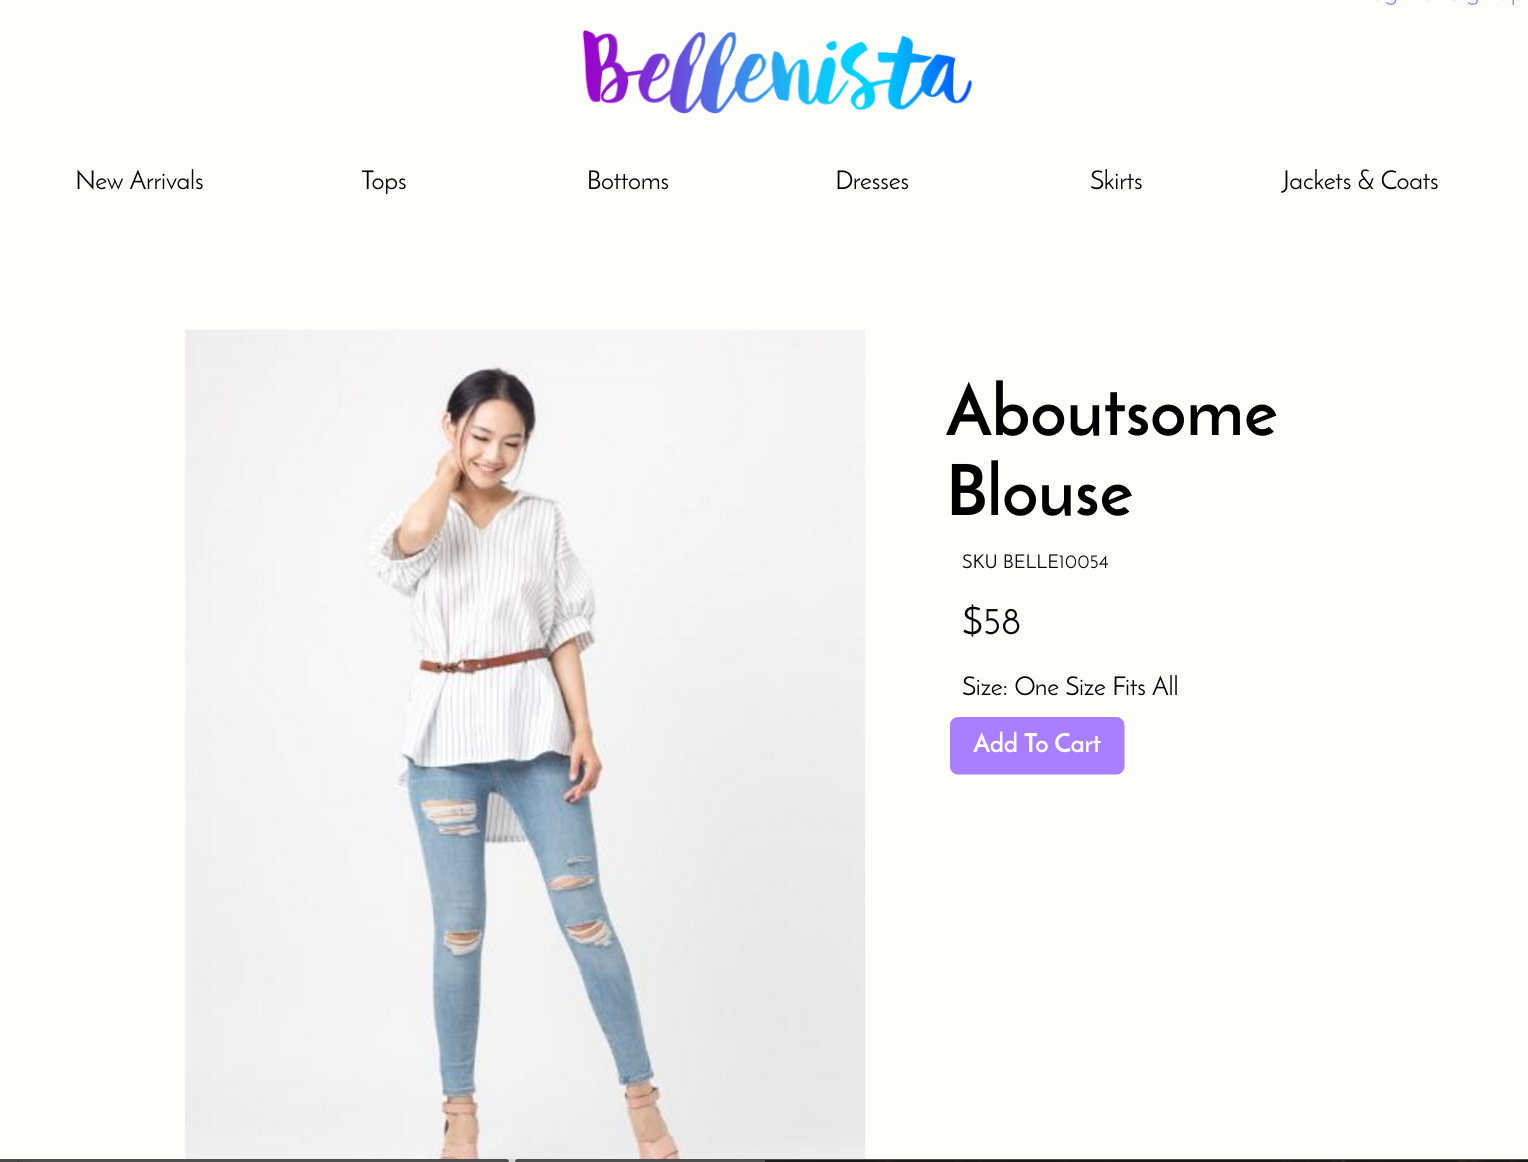 Bellenista
New Arrivals
Tops
Bottoms
Dresses
Skirts
Jackets & Coats
Aboutsome
Blouse
SKU BELLE10054
$58
Size: One Size Fits All
Add To Cart